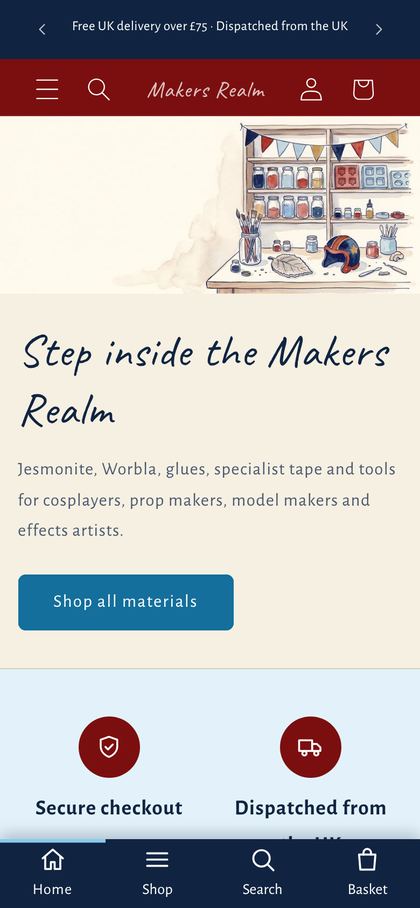 Free UK delivery over £75 · Dispatched from the UK
Makers Realm
Step inside the Makers
Realm
Jesmonite, Worbla, glues, specialist tape and tools
for cosplayers, prop makers, model makers and
effects artists.
Shop all materials
Secure checkout
Dispatched from
the UK
Home
Shop
Search
Basket